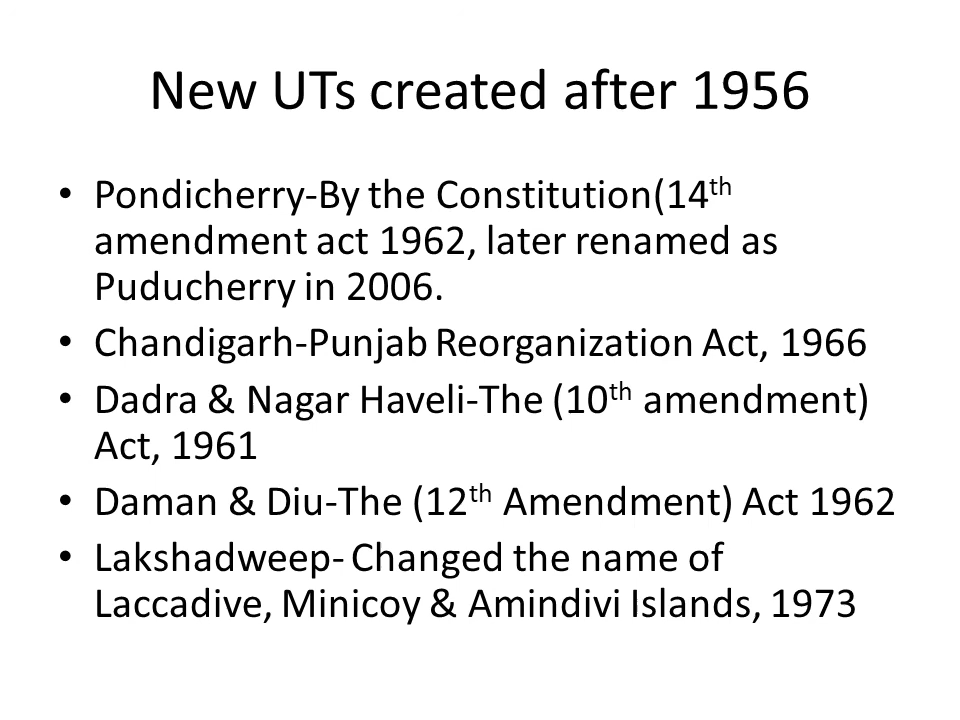 New UTs created after 1956
• Pondicherry-By the Constitution(14th
amendment act 1962, later renamed as
Puducherry in 2006.
• Chandigarh-Punjab Reorganization Act, 1966
• Dadra & Nagar Haveli-The (10th amendment)
Act, 1961
• Daman & Diu-The (12th Amendment) Act 1962
• Lakshadweep- Changed the name of
Laccadive, Minicoy & Amindivi Islands, 1973